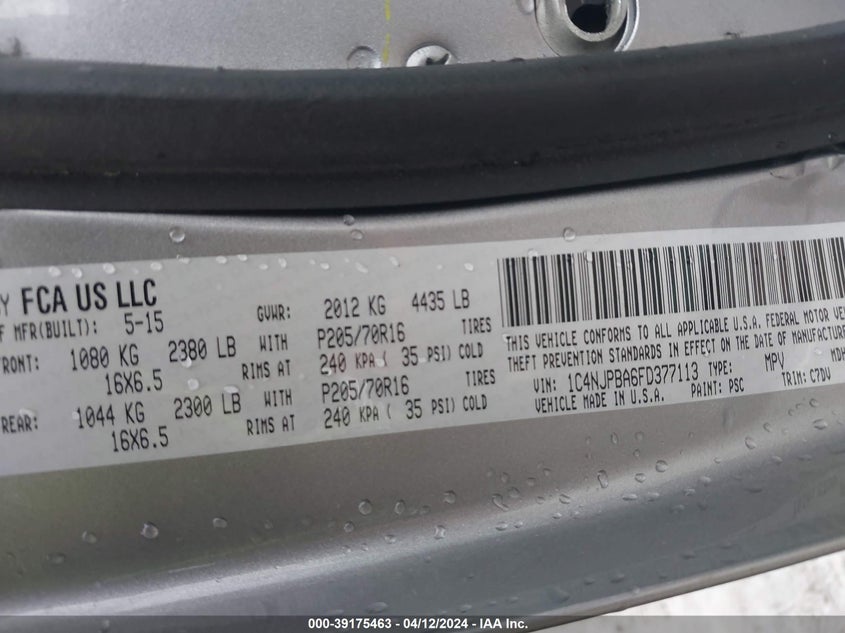 Y FCA US LLC
F MFR(BUILT): 5-15
GVWR: 2012 KG 4435 LB
FRONT: 1080 KG 2380 LB WITH P205/70R16 TIRES
16X6.5 RIMS AT 240 KPA ( 35 PSI) COLD
REAR: 1044 KG 2300 LB WITH P205/70R16 TIRES
16X6.5 RIMS AT 240 KPA ( 35 PSI) COLD
THIS VEHICLE CONFORMS TO ALL APPLICABLE U.S.A. FEDERAL MOTOR VEH
THEFT PREVENTION STANDARDS IN EFFECT ON THE DATE OF MANUFACTUR
VIN: 1C4NJPBA6FD377113 TYPE: MPV MDH
VEHICLE MADE IN U.S.A. PAINT: PSC TRIM: C7DV
000-39175463 - 04/12/2024 - IAA Inc.